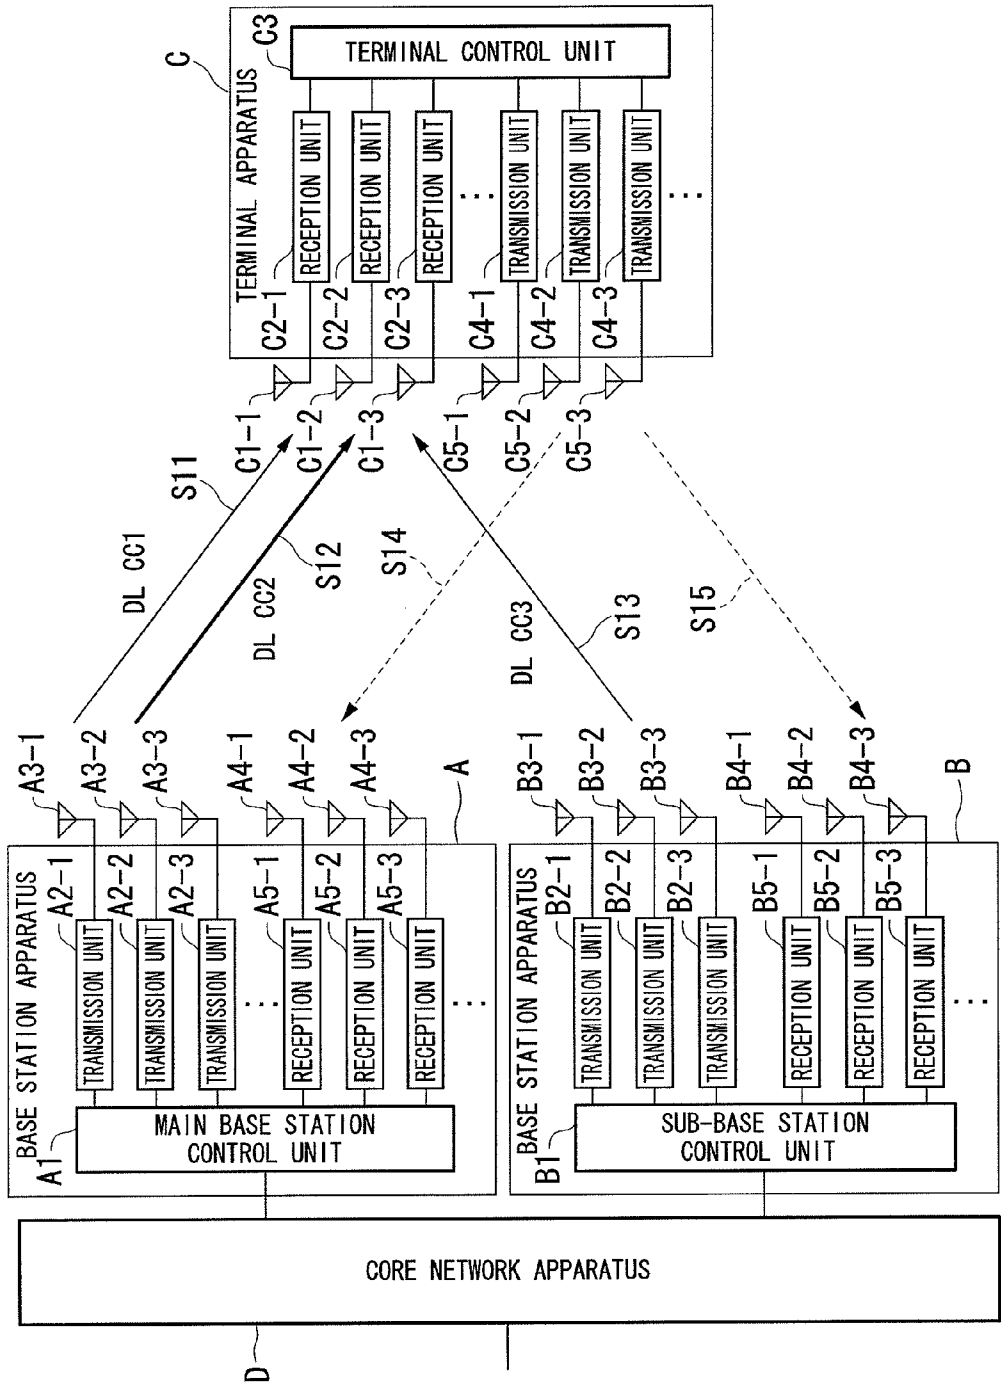 C
TERMINAL APPARATUS
C3
TERMINAL CONTROL UNIT
C2-1
RECEPTION UNIT
C2-2
RECEPTION UNIT
C2-3
RECEPTION UNIT
...
C4-1
TRANSMISSION UNIT
C4-2
TRANSMISSION UNIT
C4-3
TRANSMISSION UNIT
...
C1-1
C1-2
C1-3
C5-1
C5-2
C5-3
DL CC1
S11
DL CC2
S12
S14
DL CC3
S13
S15
A3-1
A3-2
A3-3
A4-1
A4-2
A4-3
A
B3-1
B3-2
B3-3
B4-1
B4-2
B4-3
B
BASE STATION APPARATUS
A2-1
TRANSMISSION UNIT
A2-2
TRANSMISSION UNIT
A2-3
TRANSMISSION UNIT
...
A5-1
RECEPTION UNIT
A5-2
RECEPTION UNIT
A5-3
RECEPTION UNIT
...
A1
MAIN BASE STATION
CONTROL UNIT
BASE STATION APPARATUS
B2-1
TRANSMISSION UNIT
B2-2
TRANSMISSION UNIT
B2-3
TRANSMISSION UNIT
...
B5-1
RECEPTION UNIT
B5-2
RECEPTION UNIT
B5-3
RECEPTION UNIT
...
B1
SUB-BASE STATION
CONTROL UNIT
CORE NETWORK APPARATUS
D